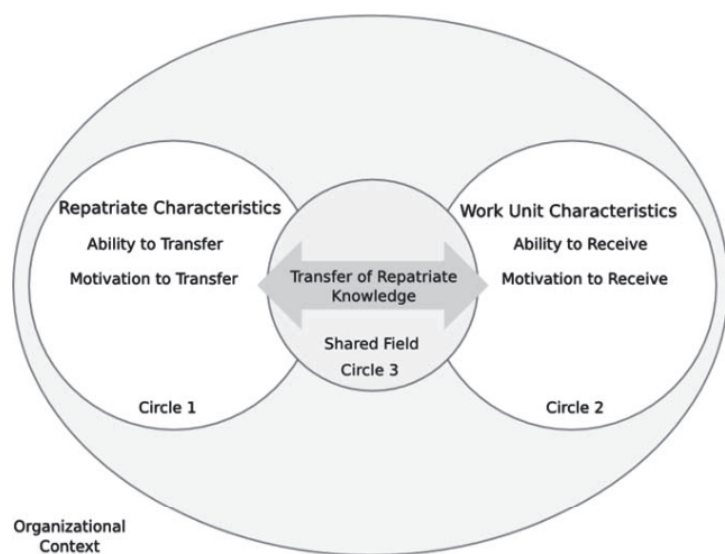 Repatriate Characteristics
Ability to Transfer
Motivation to Transfer
Circle 1
Transfer of Repatriate
Knowledge
Shared Field
Circle 3
Work Unit Characteristics
Ability to Receive
Motivation to Receive
Circle 2
Organizational
Context